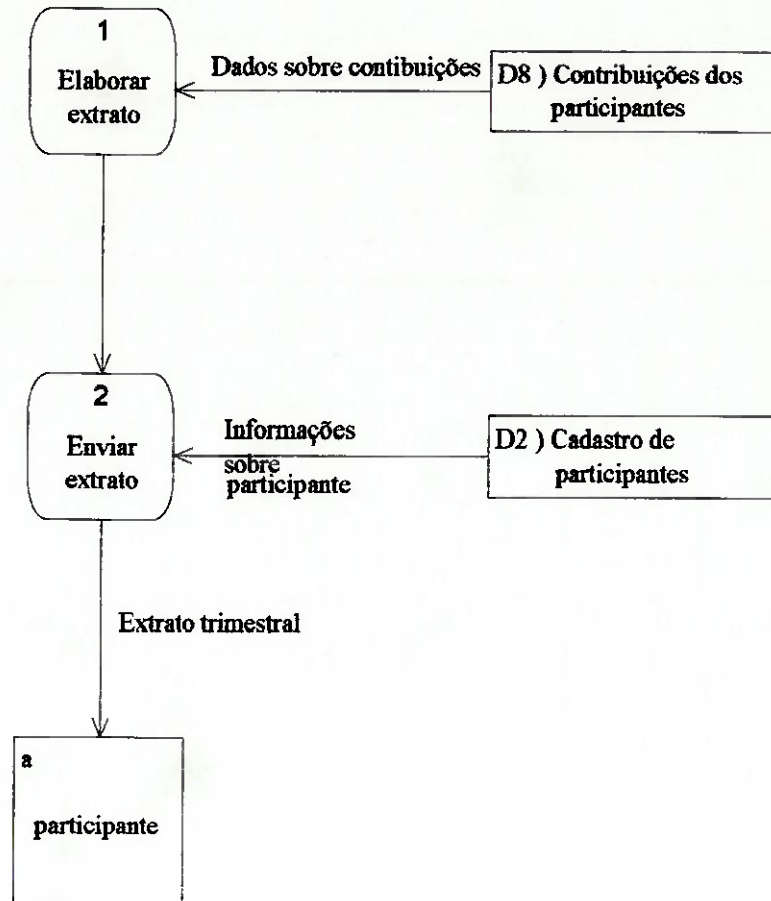 1
Elaborar
extrato
Dados sobre contibuições
D8 ) Contribuições dos
participantes
2
Enviar
extrato
Informações
sobre
participante
D2 ) Cadastro de
participantes
Extrato trimestral
a
participante